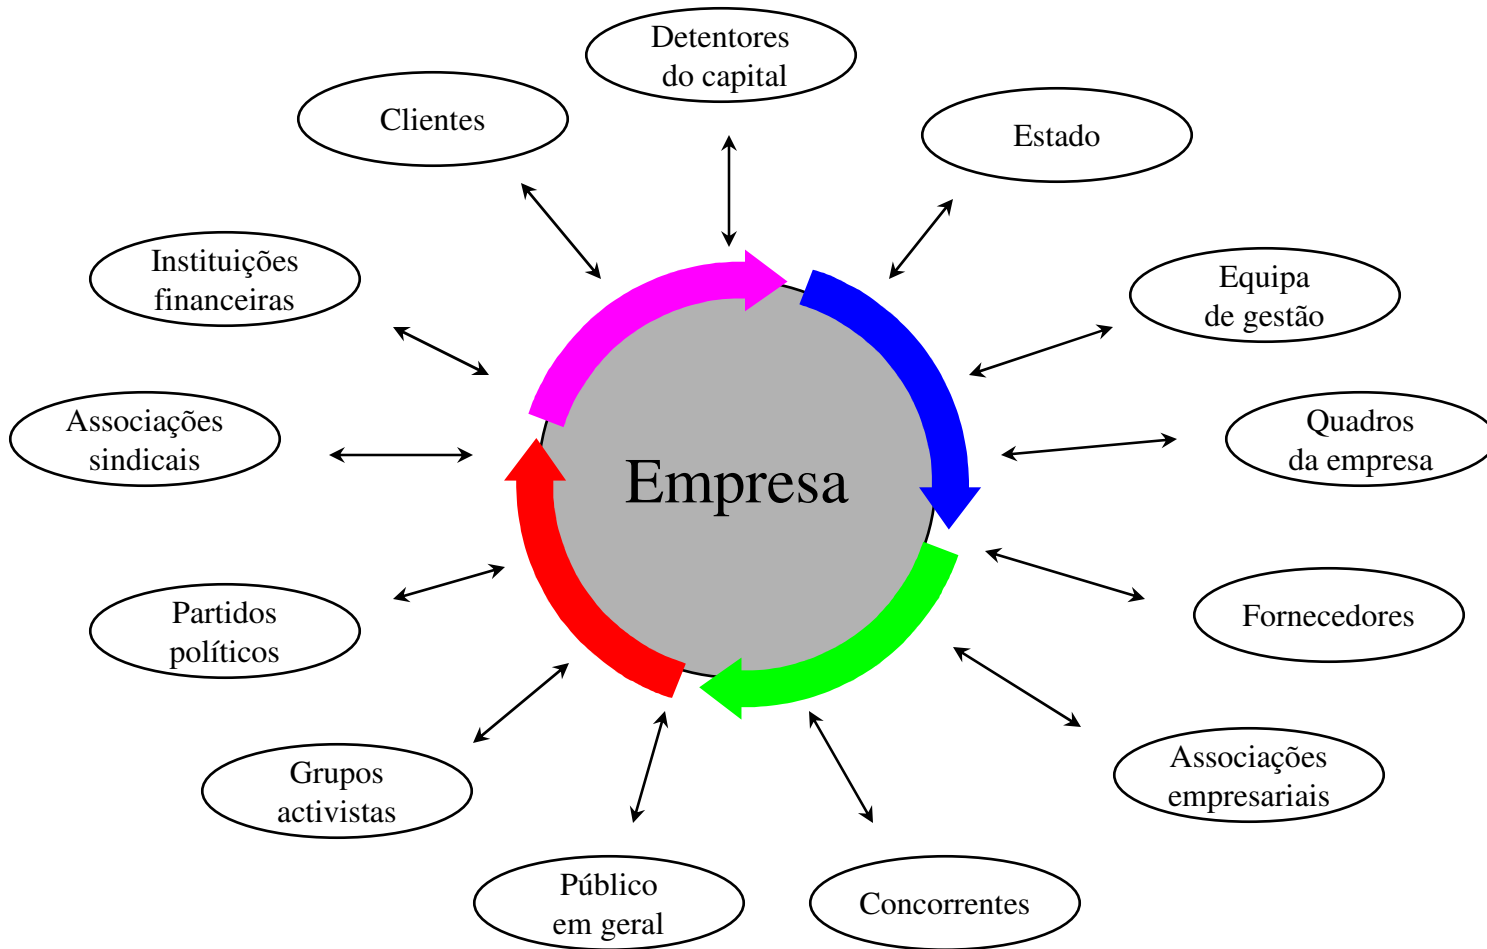 Detentores
do capital
Clientes
Estado
Instituições
financeiras
Equipa
de gestão
Associações
sindicais
Quadros
da empresa
Empresa
Partidos
políticos
Fornecedores
Grupos
activistas
Associações
empresariais
Público
em geral
Concorrentes